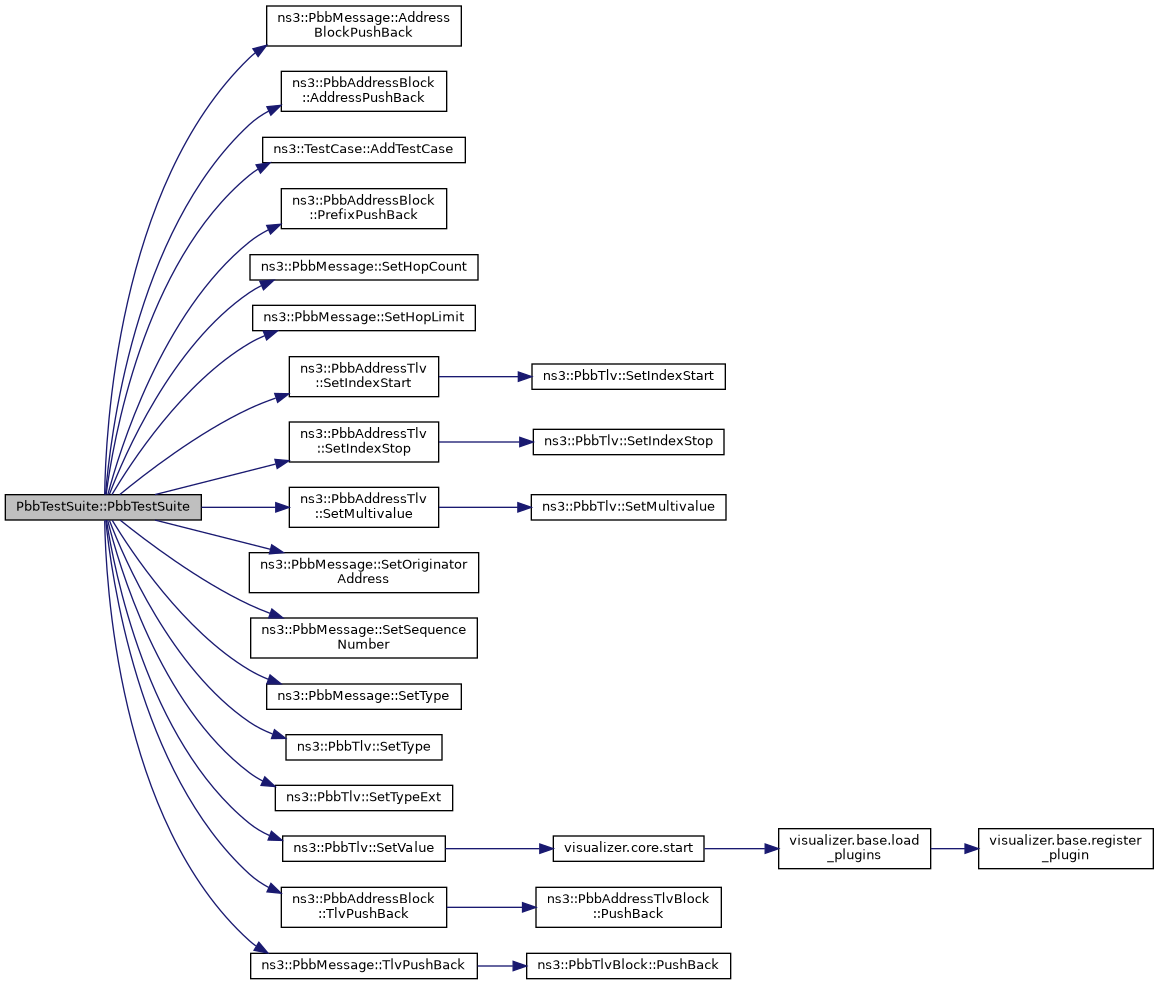 ns3::PbbMessage::Address
BlockPushBack
ns3::PbbAddressBlock
::AddressPushBack
ns3::TestCase::AddTestCase
ns3::PbbAddressBlock
::PrefixPushBack
ns3::PbbMessage::SetHopCount
ns3::PbbMessage::SetHopLimit
ns3::PbbAddressTlv
::SetIndexStart
ns3::PbbTlv::SetIndexStart
ns3::PbbAddressTlv
::SetIndexStop
ns3::PbbTlv::SetIndexStop
PbbTestSuite::PbbTestSuite
ns3::PbbAddressTlv
::SetMultivalue
ns3::PbbTlv::SetMultivalue
ns3::PbbMessage::SetOriginator
Address
ns3::PbbMessage::SetSequence
Number
ns3::PbbMessage::SetType
ns3::PbbTlv::SetType
ns3::PbbTlv::SetTypeExt
ns3::PbbTlv::SetValue
visualizer.core.start
visualizer.base.load
_plugins
visualizer.base.register
_plugin
ns3::PbbAddressBlock
::TlvPushBack
ns3::PbbAddressTlvBlock
::PushBack
ns3::PbbMessage::TlvPushBack
ns3::PbbTlvBlock::PushBack